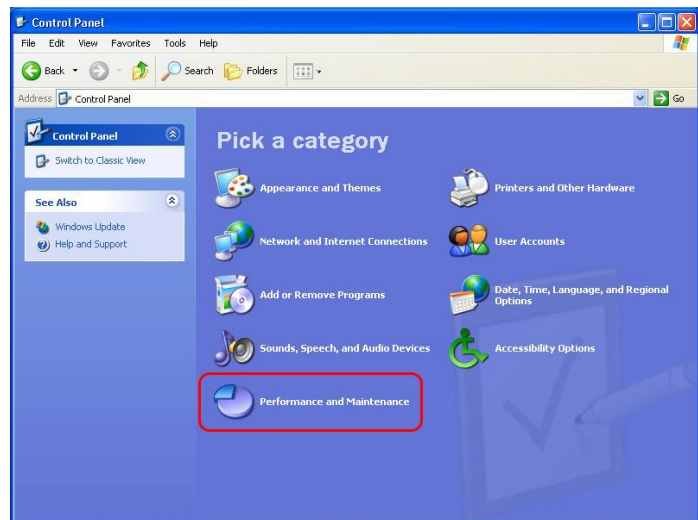 Control Panel
File Edit View Favorites Tools Help
Back Search Folders
Address Control Panel Go
Control Panel
Switch to Classic View
See Also
Windows Update
Help and Support
Pick a category
Appearance and Themes
Printers and Other Hardware
Network and Internet Connections
User Accounts
Add or Remove Programs
Date, Time, Language, and Regional
Options
Sounds, Speech, and Audio Devices
Accessibility Options
Performance and Maintenance